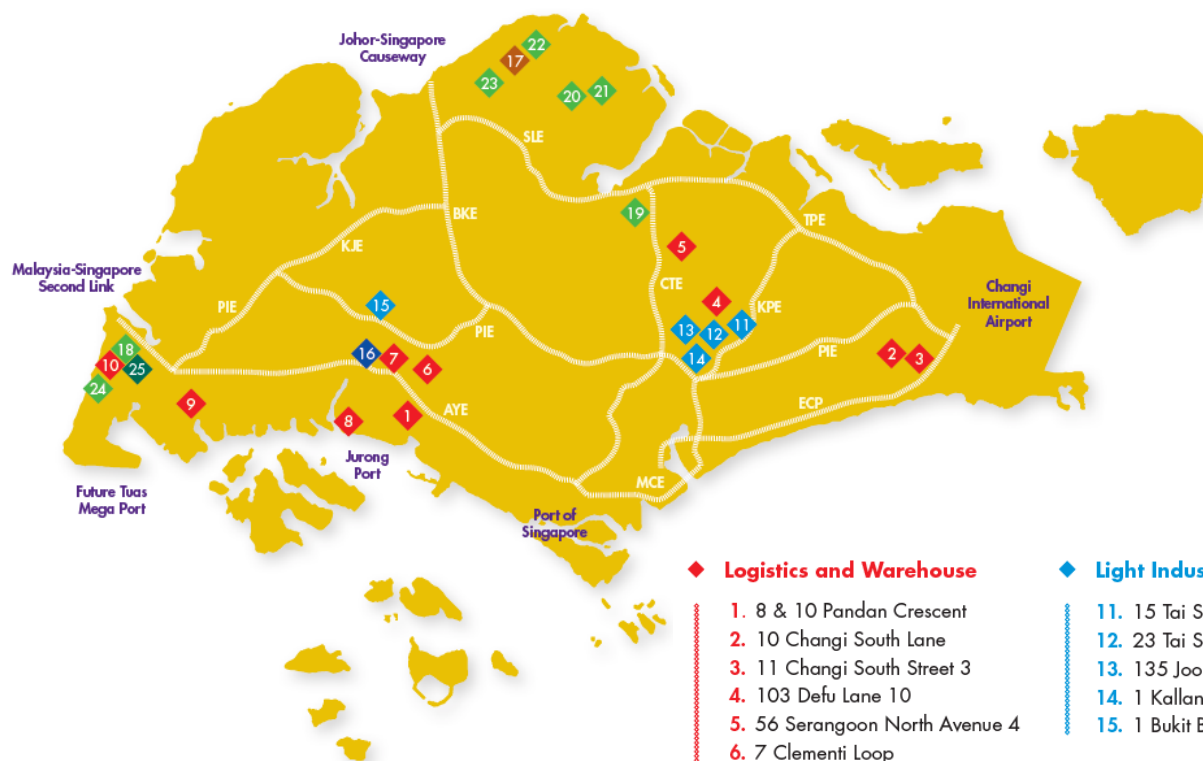 Johor-Singapore
Causeway
22
17
23
20
21
SLE
BKE
19
TPE
5
KJE
Malaysia-Singapore
Second Link
CTE
Changi
International
Airport
PIE
15
4
KPE
13
12
11
PIE
18
16
7
14
PIE
2
3
10
25
6
24
9
ECP
8
1
AYE
Jurong
Port
MCE
Future Tuas
Mega Port
Port of
Singapore
Logistics and Warehouse
1. 8 & 10 Pandan Crescent
2. 10 Changi South Lane
3. 11 Changi South Street 3
4. 103 Defu Lane 10
5. 56 Serangoon North Avenue 4
6. 7 Clementi Loop
Light Indus
11. 15 Tai S
12. 23 Tai S
13. 135 Joo
14. 1 Kallan
15. 1 Bukit B